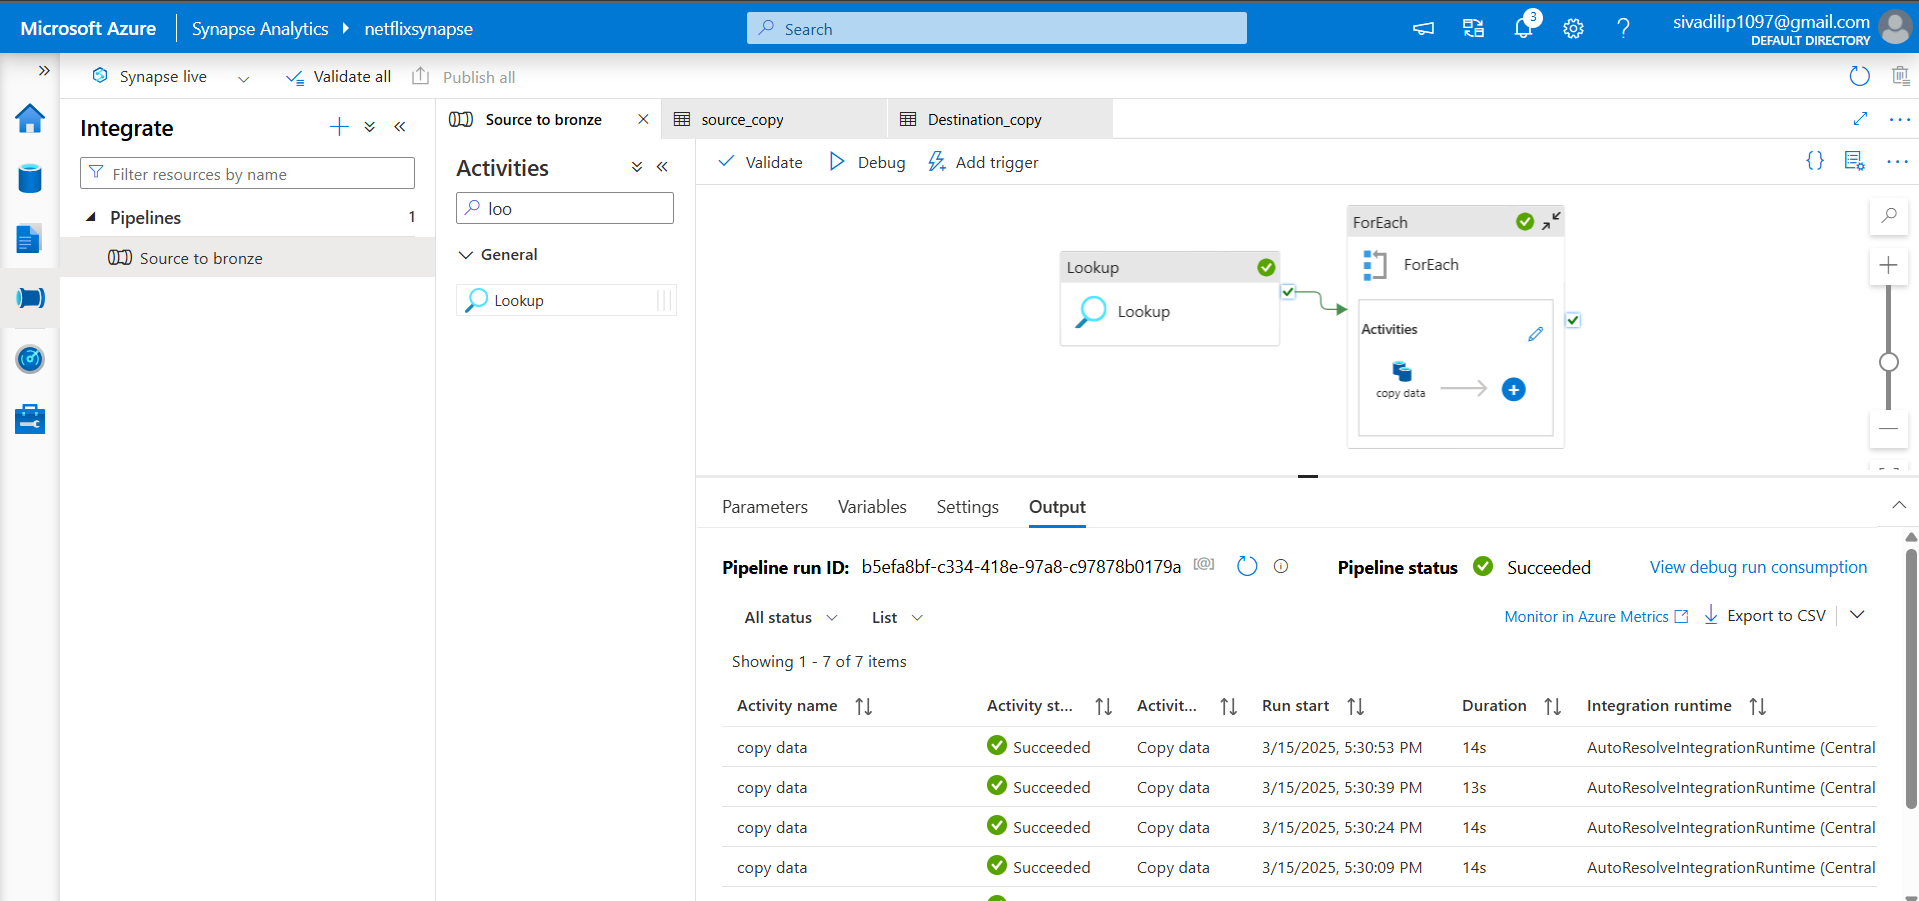 Microsoft Azure
Synapse Analytics
netflixsynapse
Search
3
sivadilip1097@gmail.com
DEFAULT DIRECTORY
Synapse live
Validate all
Publish all
Integrate
Filter resources by name
Pipelines
1
Source to bronze
Source to bronze
source_copy
Destination_copy
Activities
loo
General
Lookup
Validate
Debug
Add trigger
Lookup
Lookup
ForEach
ForEach
Activities
copy data
Parameters
Variables
Settings
Output
Pipeline run ID: b5efa8bf-c334-418e-97a8-c97878b0179a
Pipeline status
Succeeded
View debug run consumption
All status
List
Monitor in Azure Metrics
Export to CSV
Showing 1 - 7 of 7 items
Activity name Activity st... Activit... Run start Duration Integration runtime
copy data Succeeded Copy data 3/15/2025, 5:30:53 PM 14s AutoResolveIntegrationRuntime (Central
copy data Succeeded Copy data 3/15/2025, 5:30:39 PM 13s AutoResolveIntegrationRuntime (Central
copy data Succeeded Copy data 3/15/2025, 5:30:24 PM 14s AutoResolveIntegrationRuntime (Central
copy data Succeeded Copy data 3/15/2025, 5:30:09 PM 14s AutoResolveIntegrationRuntime (Central